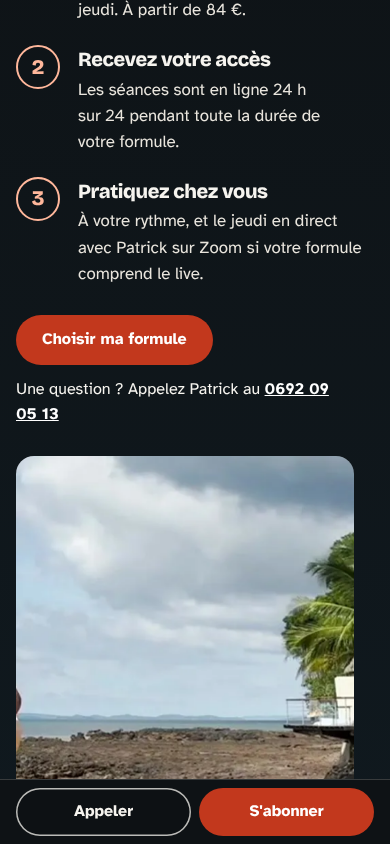 jeudi. À partir de 84 €.
2
Recevez votre accès
Les séances sont en ligne 24 h
sur 24 pendant toute la durée de
votre formule.
3
Pratiquez chez vous
À votre rythme, et le jeudi en direct
avec Patrick sur Zoom si votre formule
comprend le live.
Choisir ma formule
Une question ? Appelez Patrick au 0692 09
05 13
Appeler
S'abonner